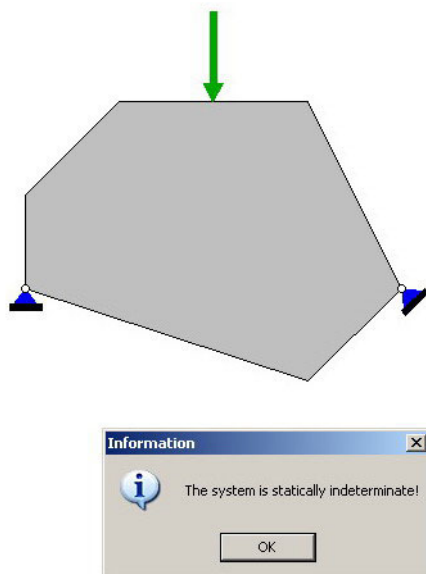 Information
The system is statically indeterminate!
OK